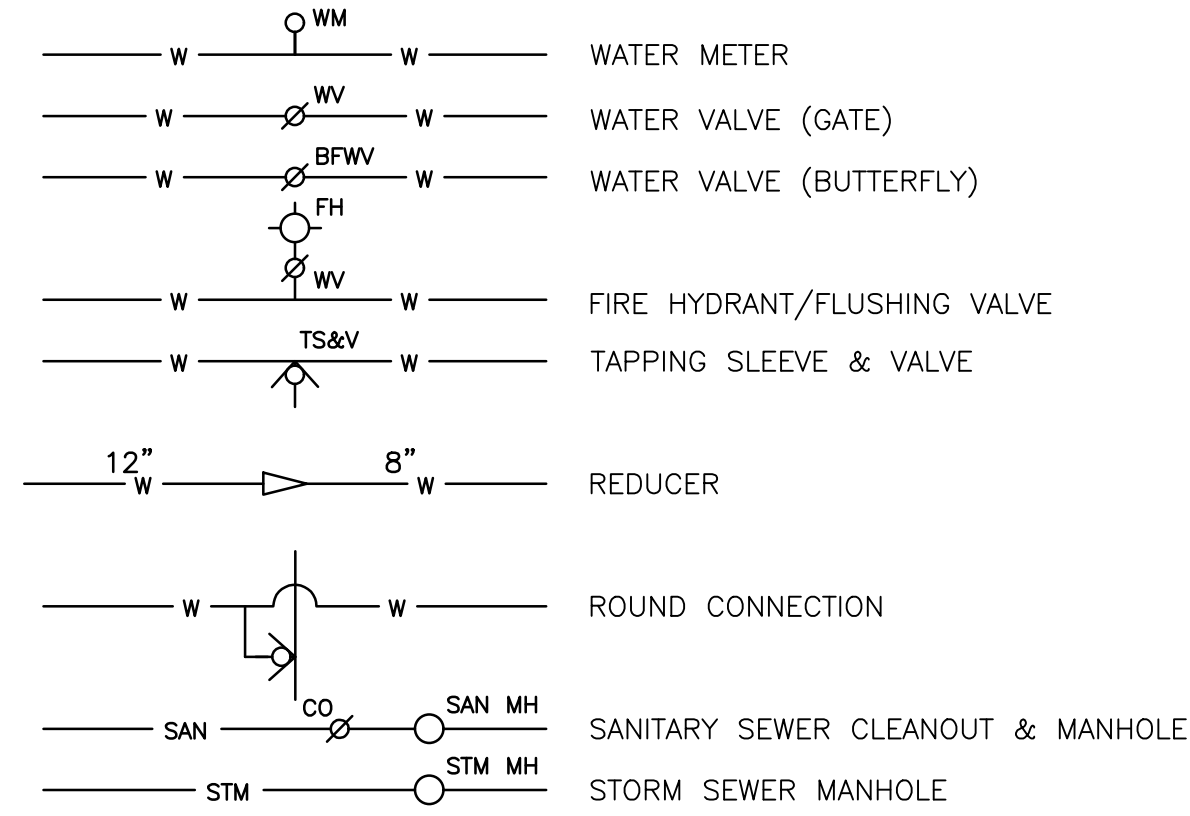 WM
W W WATER METER
WV
W W WATER VALVE (GATE)
BFWV
W W WATER VALVE (BUTTERFLY)
FH
WV
W W FIRE HYDRANT/FLUSHING VALVE
TS&V
W W TAPPING SLEEVE & VALVE
12" 8"
W W REDUCER
W W ROUND CONNECTION
CO SAN MH
SAN SANITARY SEWER CLEANOUT & MANHOLE
STM MH
STM STORM SEWER MANHOLE